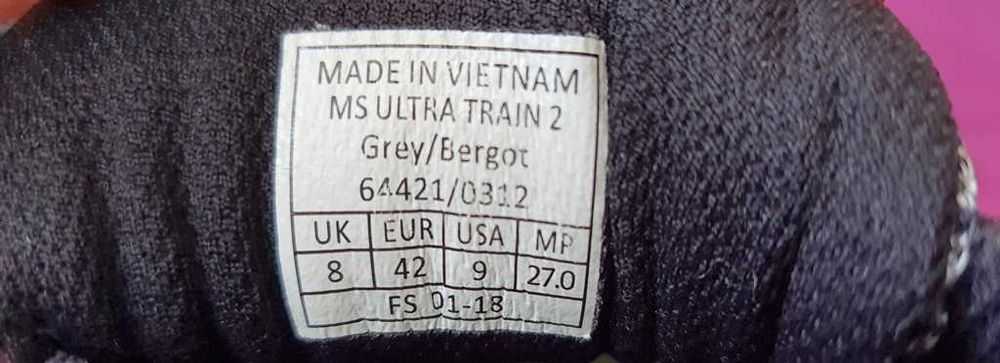 MADE IN VIETNAM
MS ULTRA TRAIN 2
Grey/Bergot
64421/0312
UK EUR USA MP
8 42 9 27.0
FS 01-18